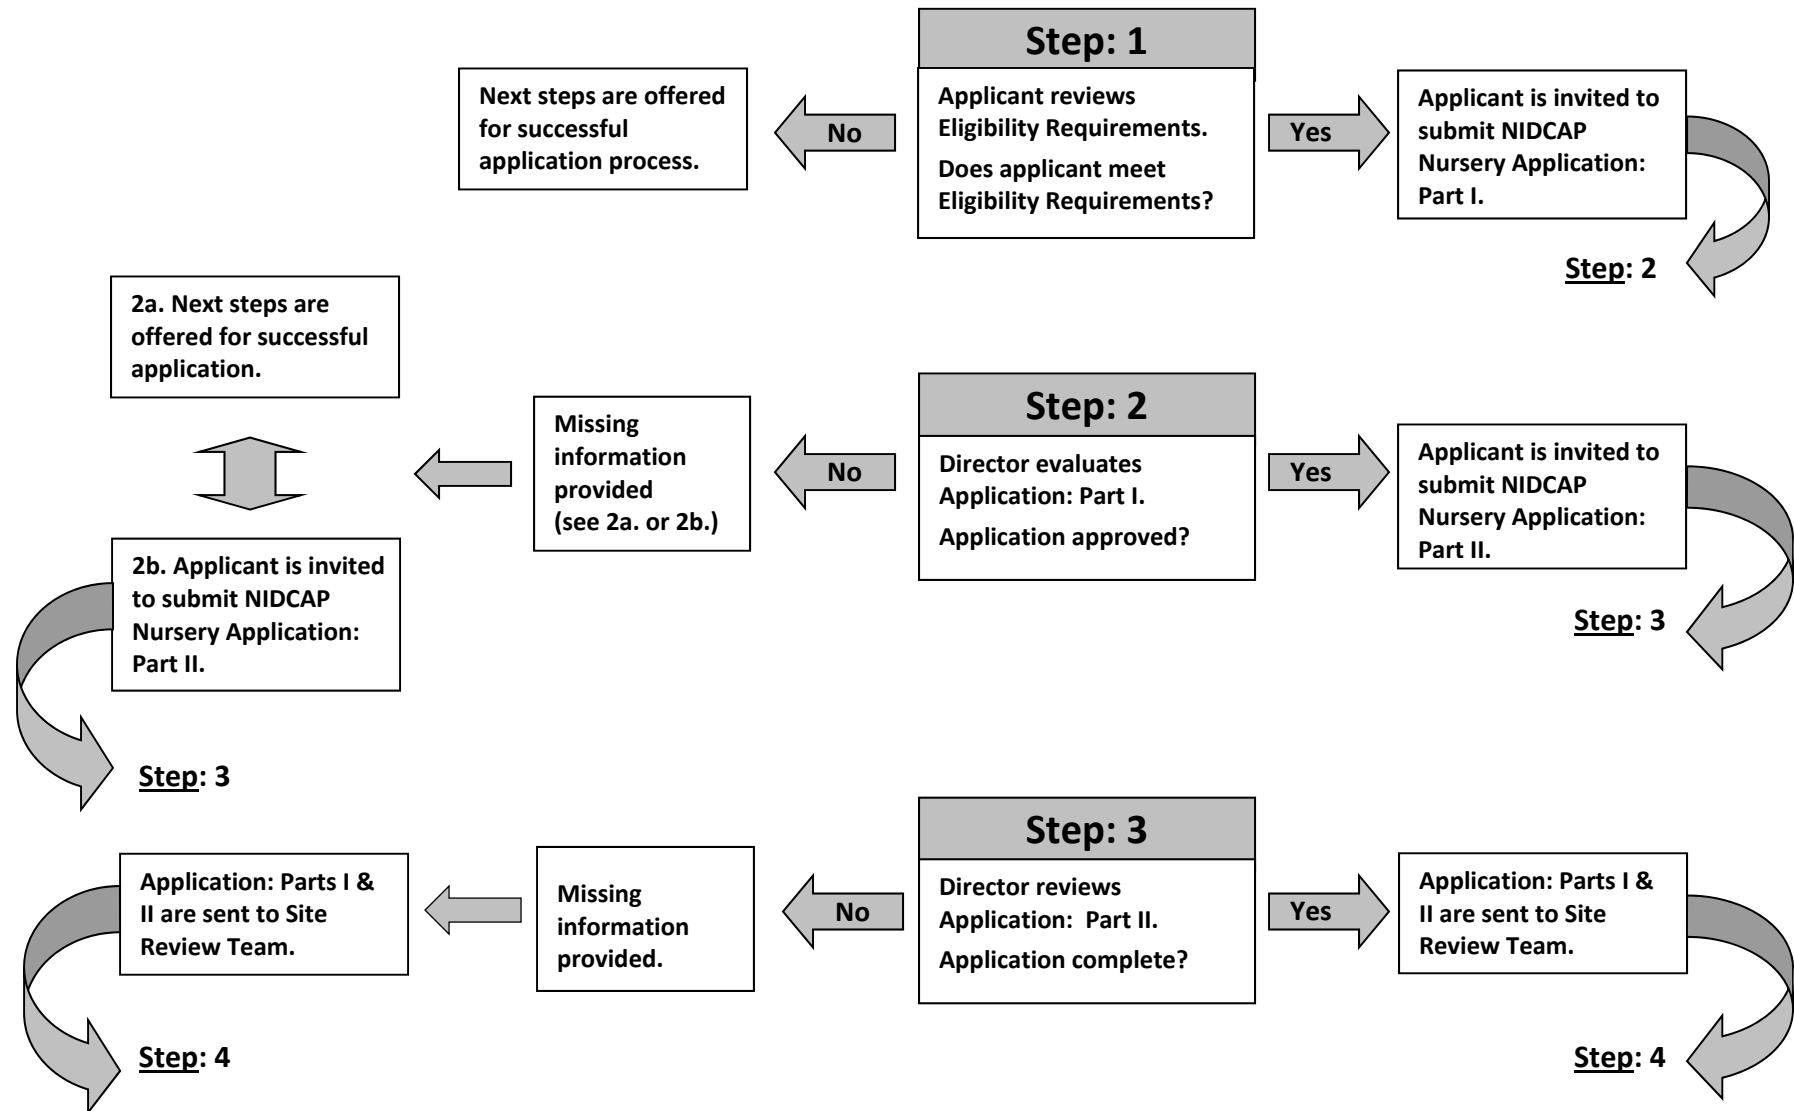 Step: 1
Next steps are offered
for successful
application process.
No
Applicant reviews
Eligibility Requirements.
Does applicant meet
Eligibility Requirements?
Yes
Applicant is invited to
submit NIDCAP
Nursery Application:
Part I.
Step: 2
2a. Next steps are
offered for successful
application.
Step: 2
Missing
information
provided
(see 2a. or 2b.)
No
Director evaluates
Application: Part I.
Application approved?
Yes
Applicant is invited to
submit NIDCAP
Nursery Application:
Part II.
2b. Applicant is invited
to submit NIDCAP
Nursery Application:
Part II.
Step: 3
Step: 3
Step: 3
Application: Parts I &
II are sent to Site
Review Team.
Missing
information
provided.
No
Director reviews
Application:  Part II.
Application complete?
Yes
Application: Parts I &
II are sent to Site
Review Team.
Step: 4
Step: 4